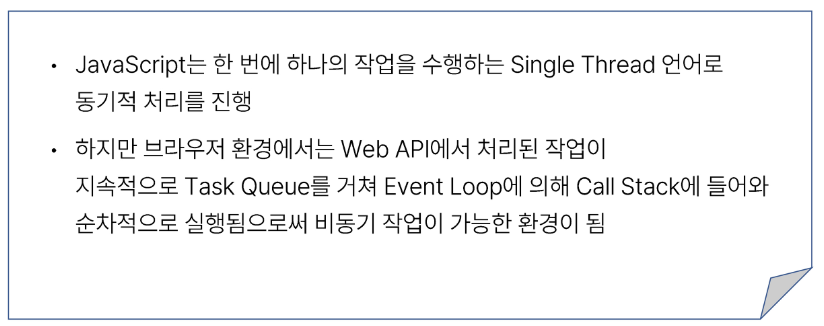 • JavaScript는 한 번에 하나의 작업을 수행하는 Single Thread 언어로
동기적 처리를 진행
• 하지만 브라우저 환경에서는 Web API에서 처리된 작업이
지속적으로 Task Queue를 거쳐 Event Loop에 의해 Call Stack에 들어와
순차적으로 실행됨으로써 비동기 작업이 가능한 환경이 됨